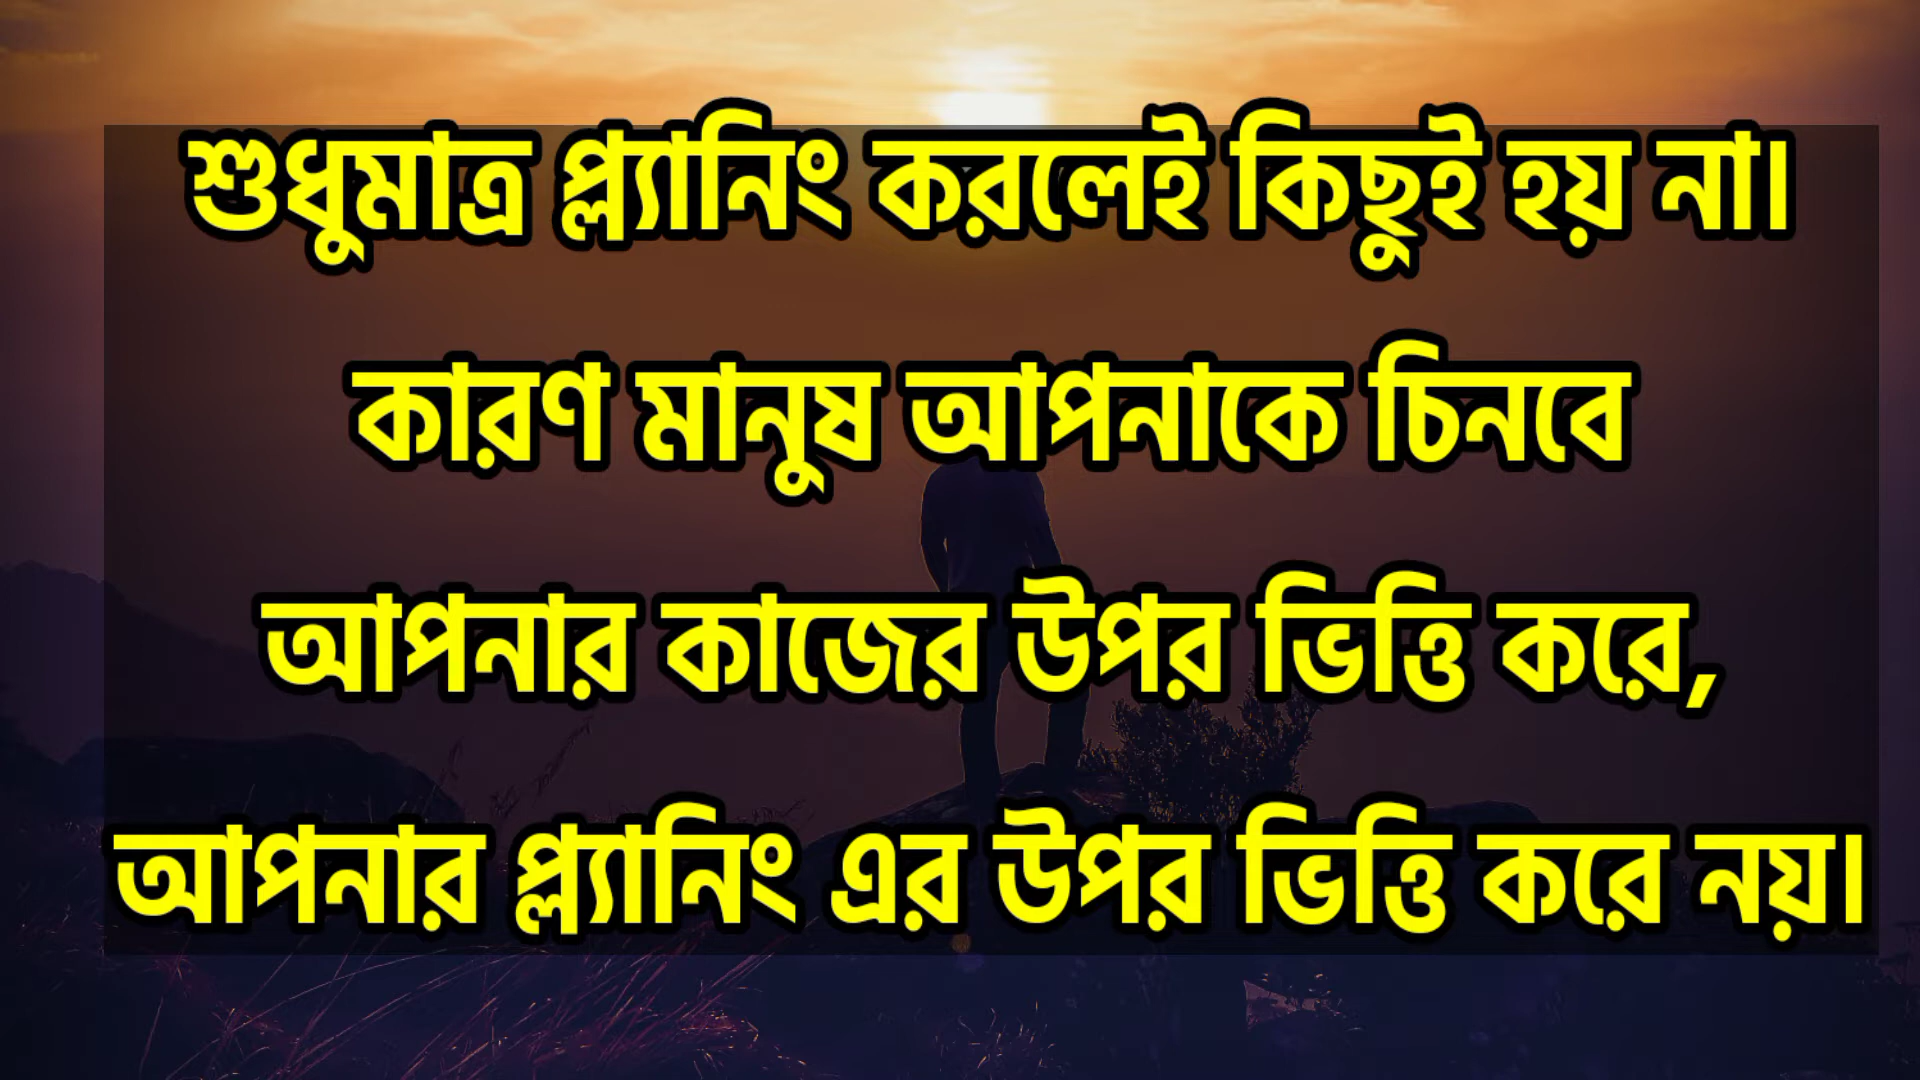 শুধুমাত্র প্ল্যানিং করলেই কিছুই হয় না।
কারণ মানুষ আপনাকে চিনবে
আপনার কাজের উপর ভিত্তি করে,
আপনার প্ল্যানিং এর উপর ভিত্তি করে নয়।